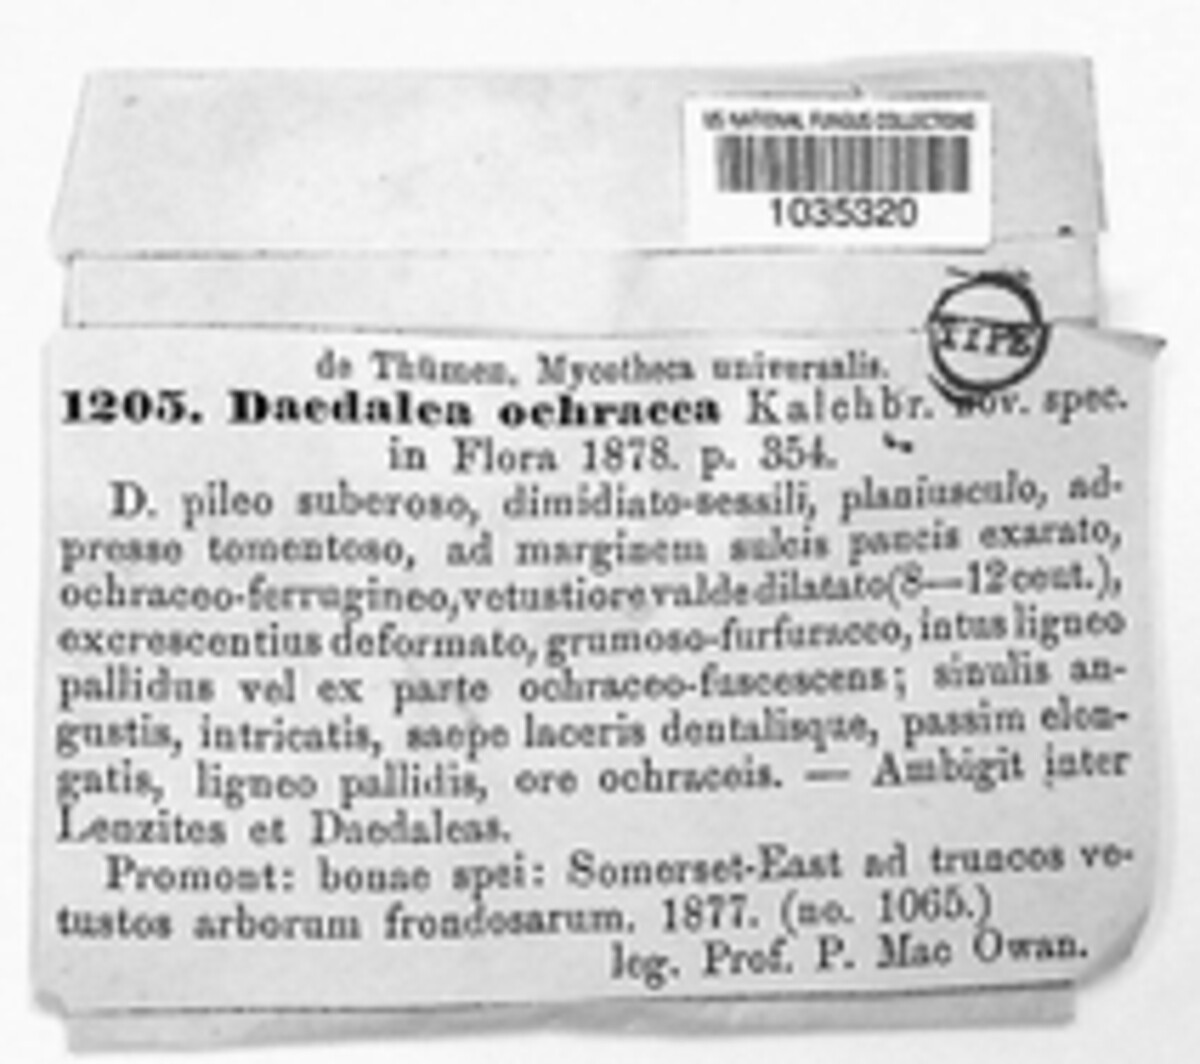 US NATIONAL FUNGUS COLLECTIONS
1035320
TYPE
de Thümen, Mycotheca universalis.
1205. Daedalea ochracea Kalchbr. nov. spec.
in Flora 1878. p. 354.
D. pileo suberoso, dimidiato-sessili, planiusculo, ad-
presse tomentoso, ad marginem sulcis paucis exarato,
ochraceo-ferrugineo, vetustiore valde dilatato (8—12 cent.),
excrescentius deformato, grumoso-furfuraceo, intus ligneo
pallidus vel ex parte ochraceo-fuscescens; sinulis an-
gustis, intricatis, saepe laceris dentalisque, passim elon-
gatis, ligneo pallidis, ore ochraceis. — Ambigit inter
Lenzites et Daedaleas.
Promont: bonae spei: Somerset-East ad truncos ve-
tustos arborum frondosarum. 1877. (no. 1065.)
leg. Prof. P. Mac Owan.